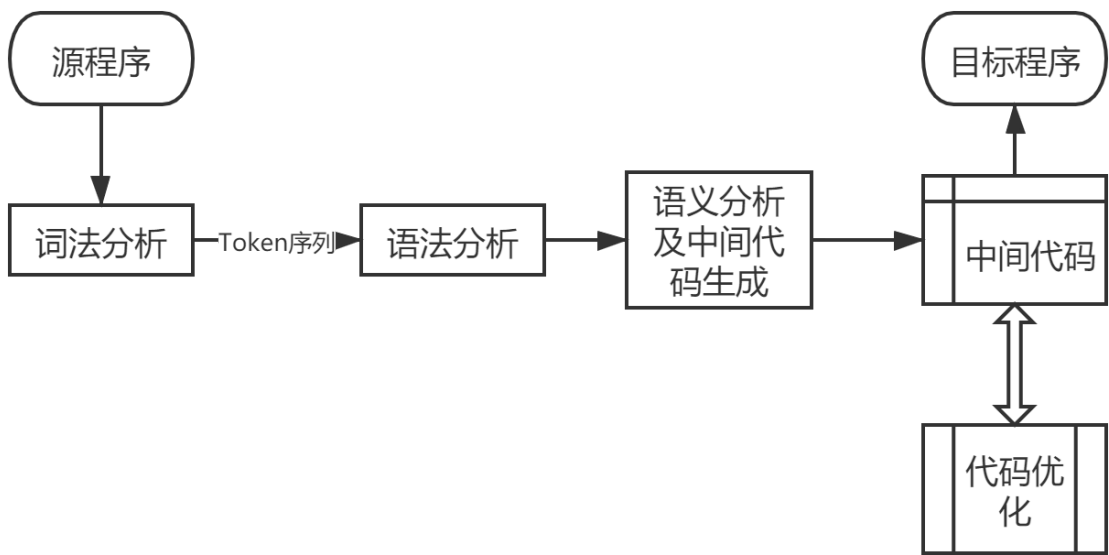 源程序
目标程序
词法分析
Token序列
语法分析
语义分析
及中间代
码生成
中间代码
代码优
化